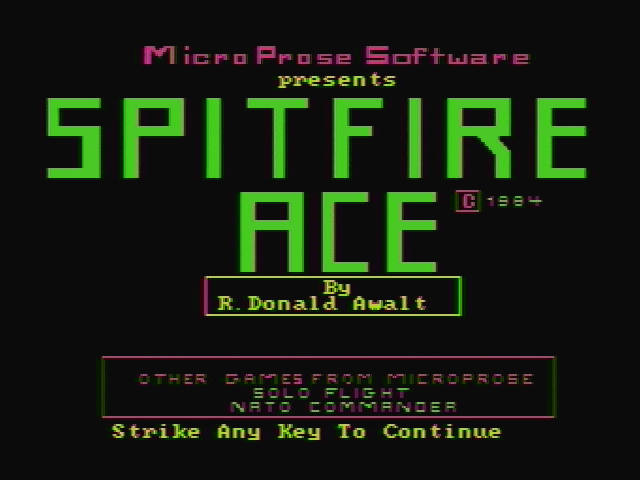 MicroProse Software
presents
SPITFIRE
ACE © 1984
By
R.Donald Awalt
OTHER GAMES FROM MICROPROSE
SOLO FLIGHT
NATO COMMANDER
Strike Any Key To Continue